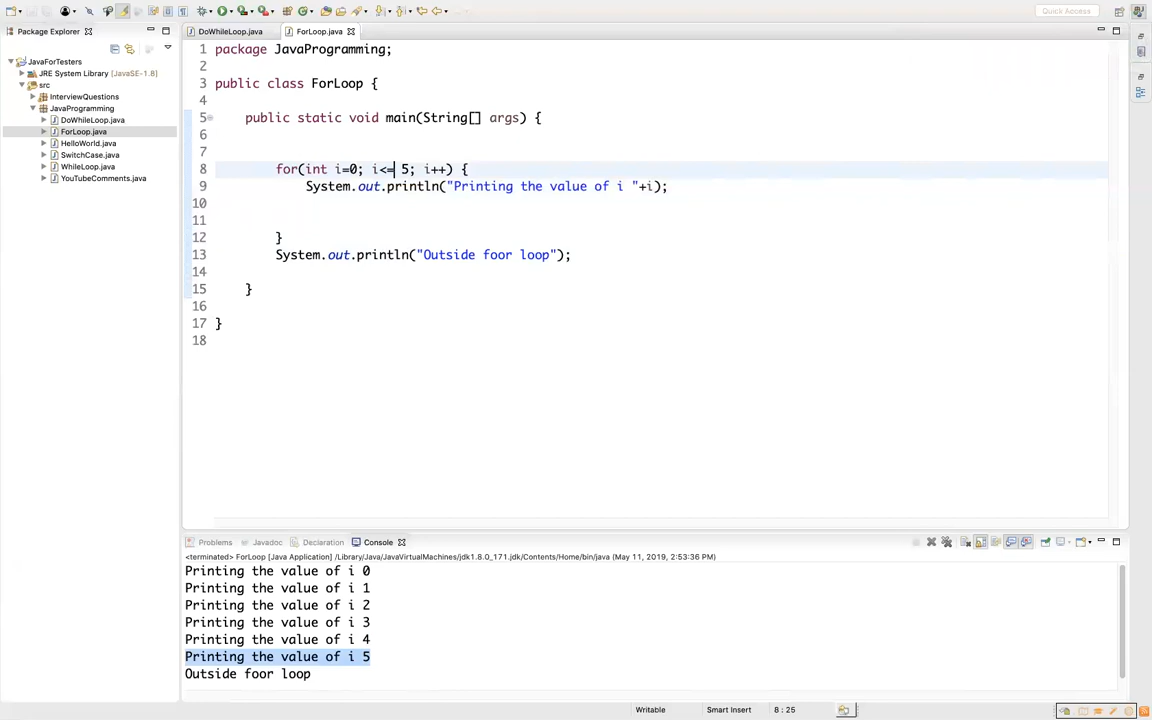 Quick Access
Package Explorer
JavaForTesters
JRE System Library [JavaSE-1.8]
src
InterviewQuestions
JavaProgramming
DoWhileLoop.java
ForLoop.java
HelloWorld.java
SwitchCase.java
WhileLoop.java
YouTubeComments.java
DoWhileLoop.java ForLoop.java
1 package JavaProgramming;
2
3 public class ForLoop {
4
5 public static void main(String[] args) {
6
7
8 for(int i=0; i<= 5; i++) {
9 System.out.println("Printing the value of i "+i);
10
11
12 }
13 System.out.println("Outside foor loop");
14
15 }
16
17 }
18
Problems Javadoc Declaration Console
<terminated> ForLoop [Java Application] /Library/Java/JavaVirtualMachines/jdk1.8.0_171.jdk/Contents/Home/bin/java (May 11, 2019, 2:53:36 PM)
Printing the value of i 0
Printing the value of i 1
Printing the value of i 2
Printing the value of i 3
Printing the value of i 4
Printing the value of i 5
Outside foor loop
Writable Smart Insert 8 : 25